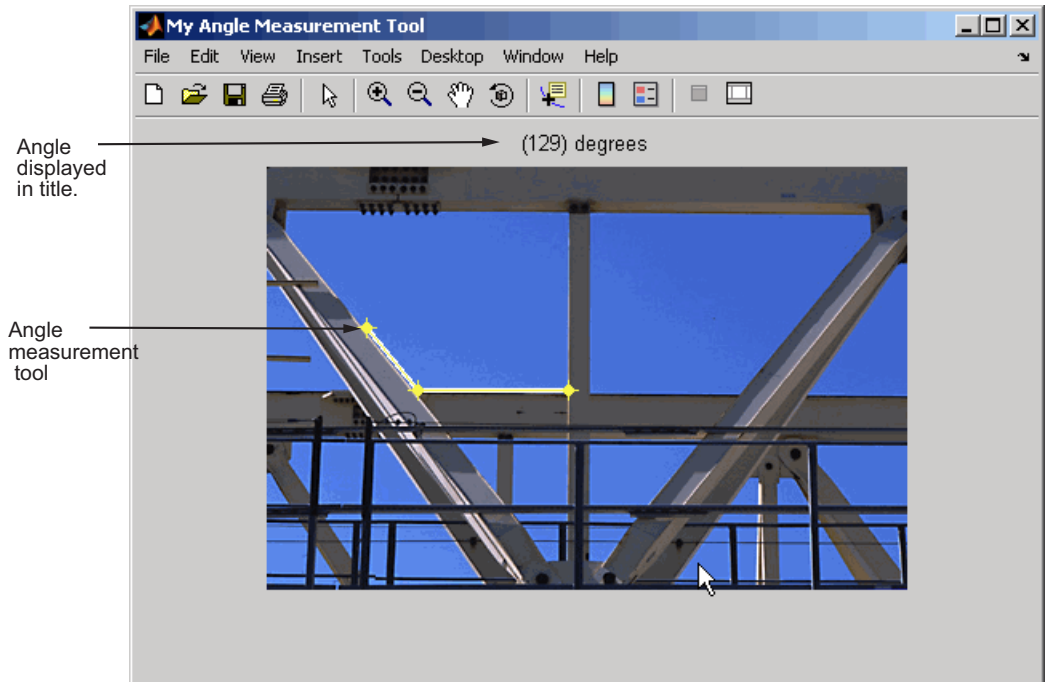 My Angle Measurement Tool
File Edit View Insert Tools Desktop Window Help
(129) degrees
Angle
displayed
in title.
Angle
measurement
tool